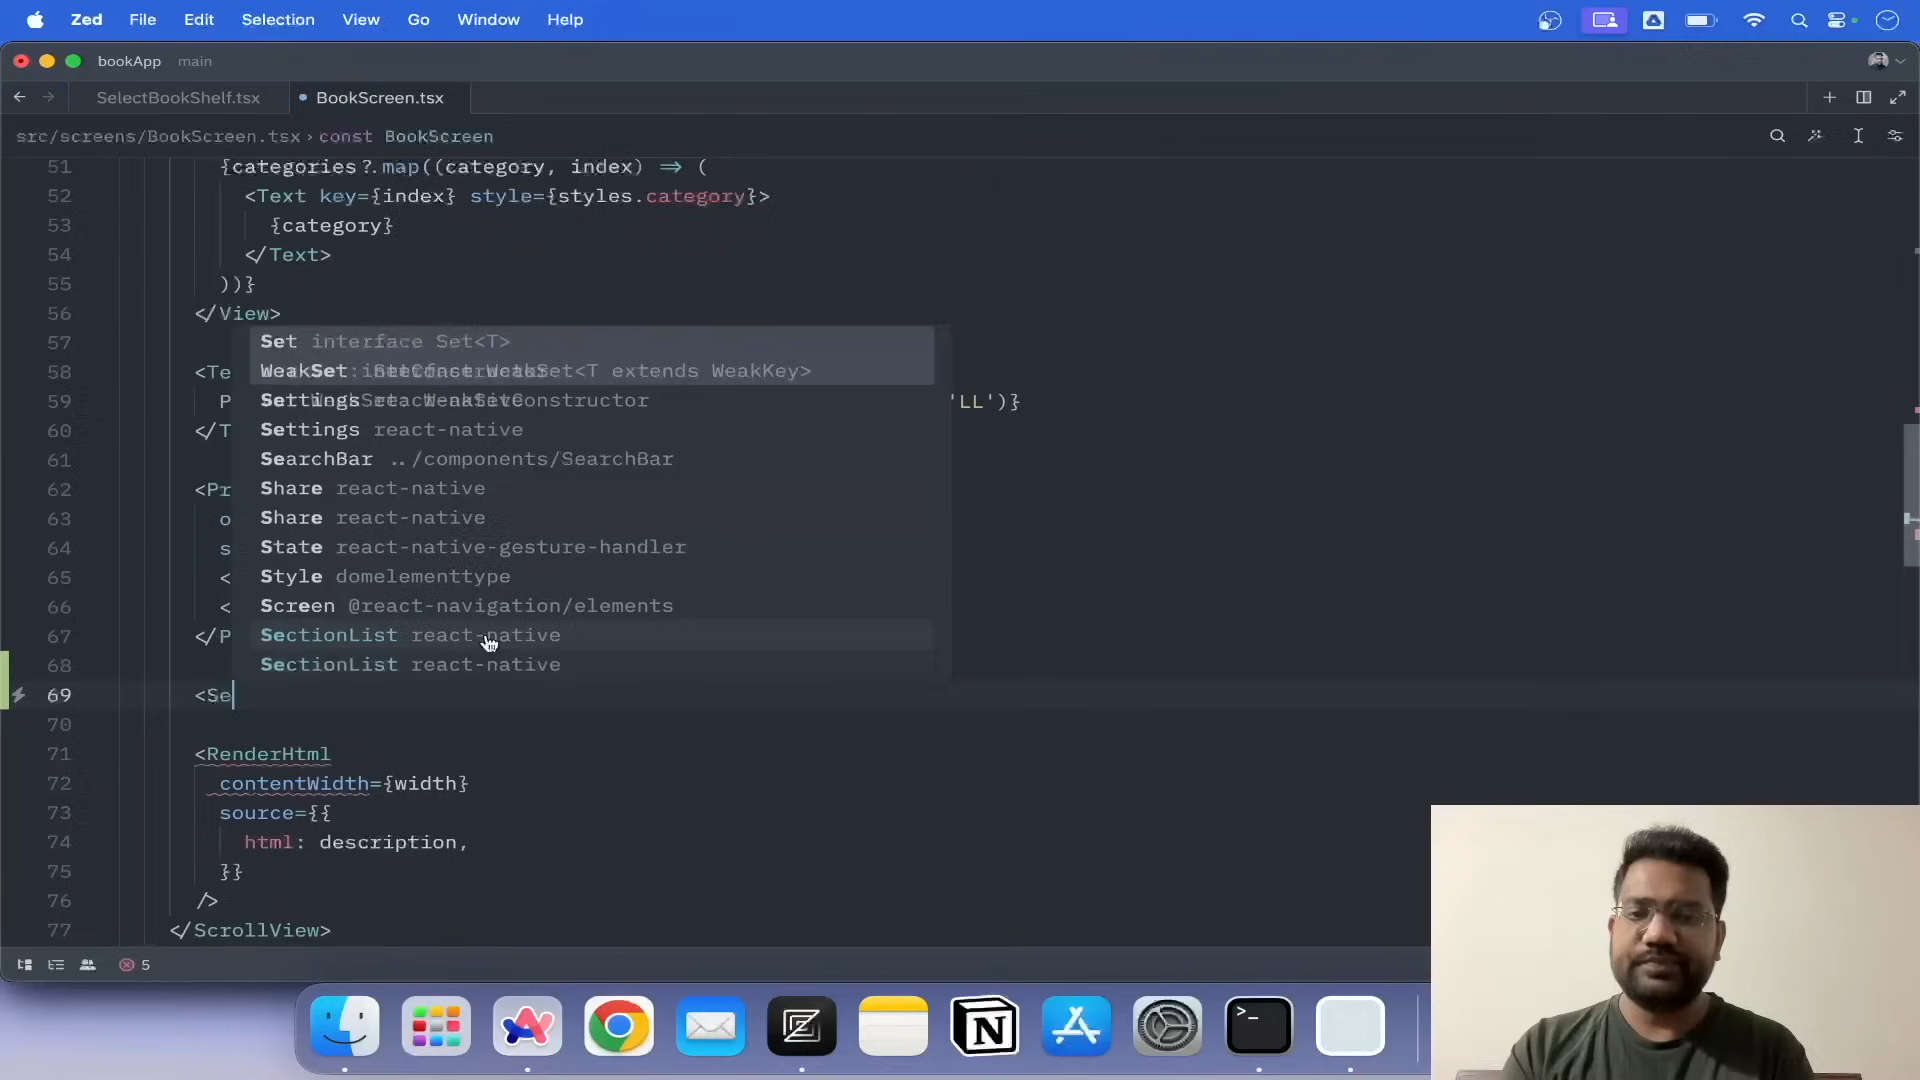 Zed File Edit Selection View Go Window Help
bookApp main
SelectBookShelf.tsx BookScreen.tsx
src/screens/BookScreen.tsx › const BookScreen
51 {categories?.map((category, index) => (
52 <Text key={index} style={styles.category}>
53 {category}
54 </Text>
55 ))}
56 </View>
57
58 <Te
59 P 'LL')}
60 </T
61
62 <Pr
63 o
64 s
65 <
66 <
67 </P
68
69 <Se
Set interface Set<T>
WeakSet
Settings react-native
Settings react-native
SearchBar ../components/SearchBar
Share react-native
Share react-native
State react-native-gesture-handler
Style domelementtype
Screen @react-navigation/elements
SectionList react-native
SectionList react-native
70
71 <RenderHtml
72 contentWidth={width}
73 source={{
74 html: description,
75 }}
76 />
77 </ScrollView>
5